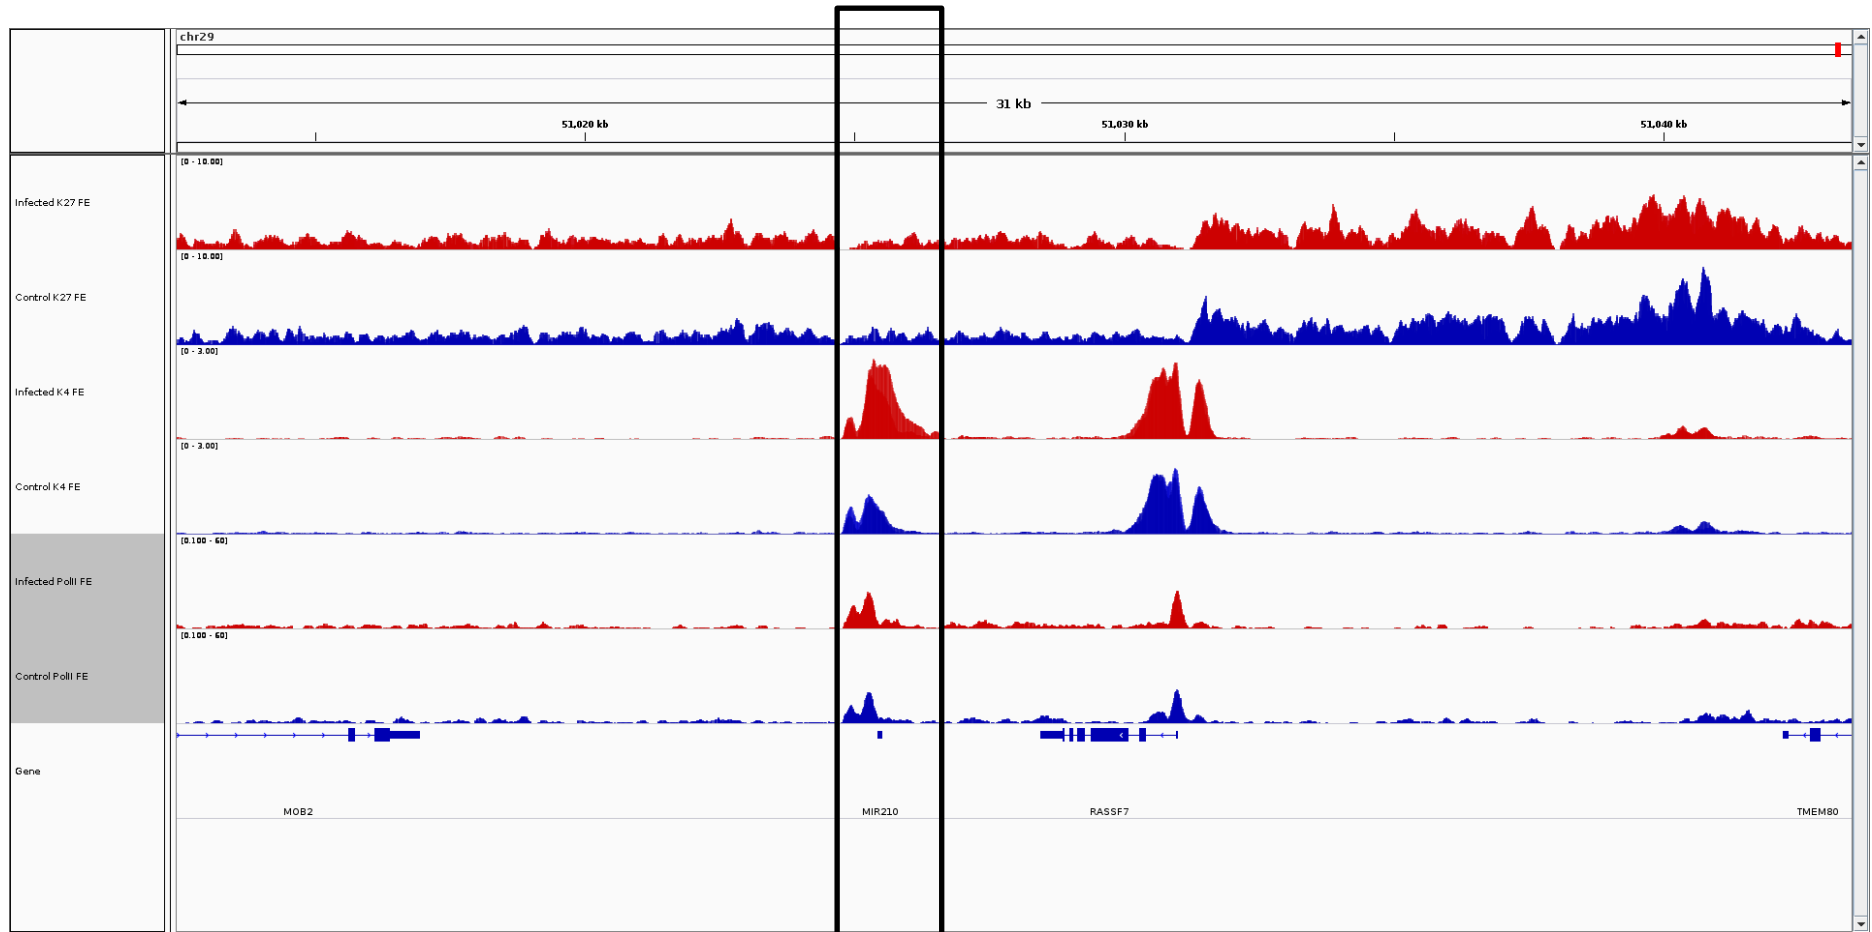 chr29
31 kb
51,020 kb
51,030 kb
51,040 kb
[0 - 10.00]
Infected K27 FE
[0 - 10.00]
Control K27 FE
[0 - 3.00]
Infected K4 FE
[0 - 3.00]
Control K4 FE
[0.100 - 60]
Infected PolII FE
[0.100 - 60]
Control PolII FE
Gene
MOB2
MIR210
RASSF7
TMEM80